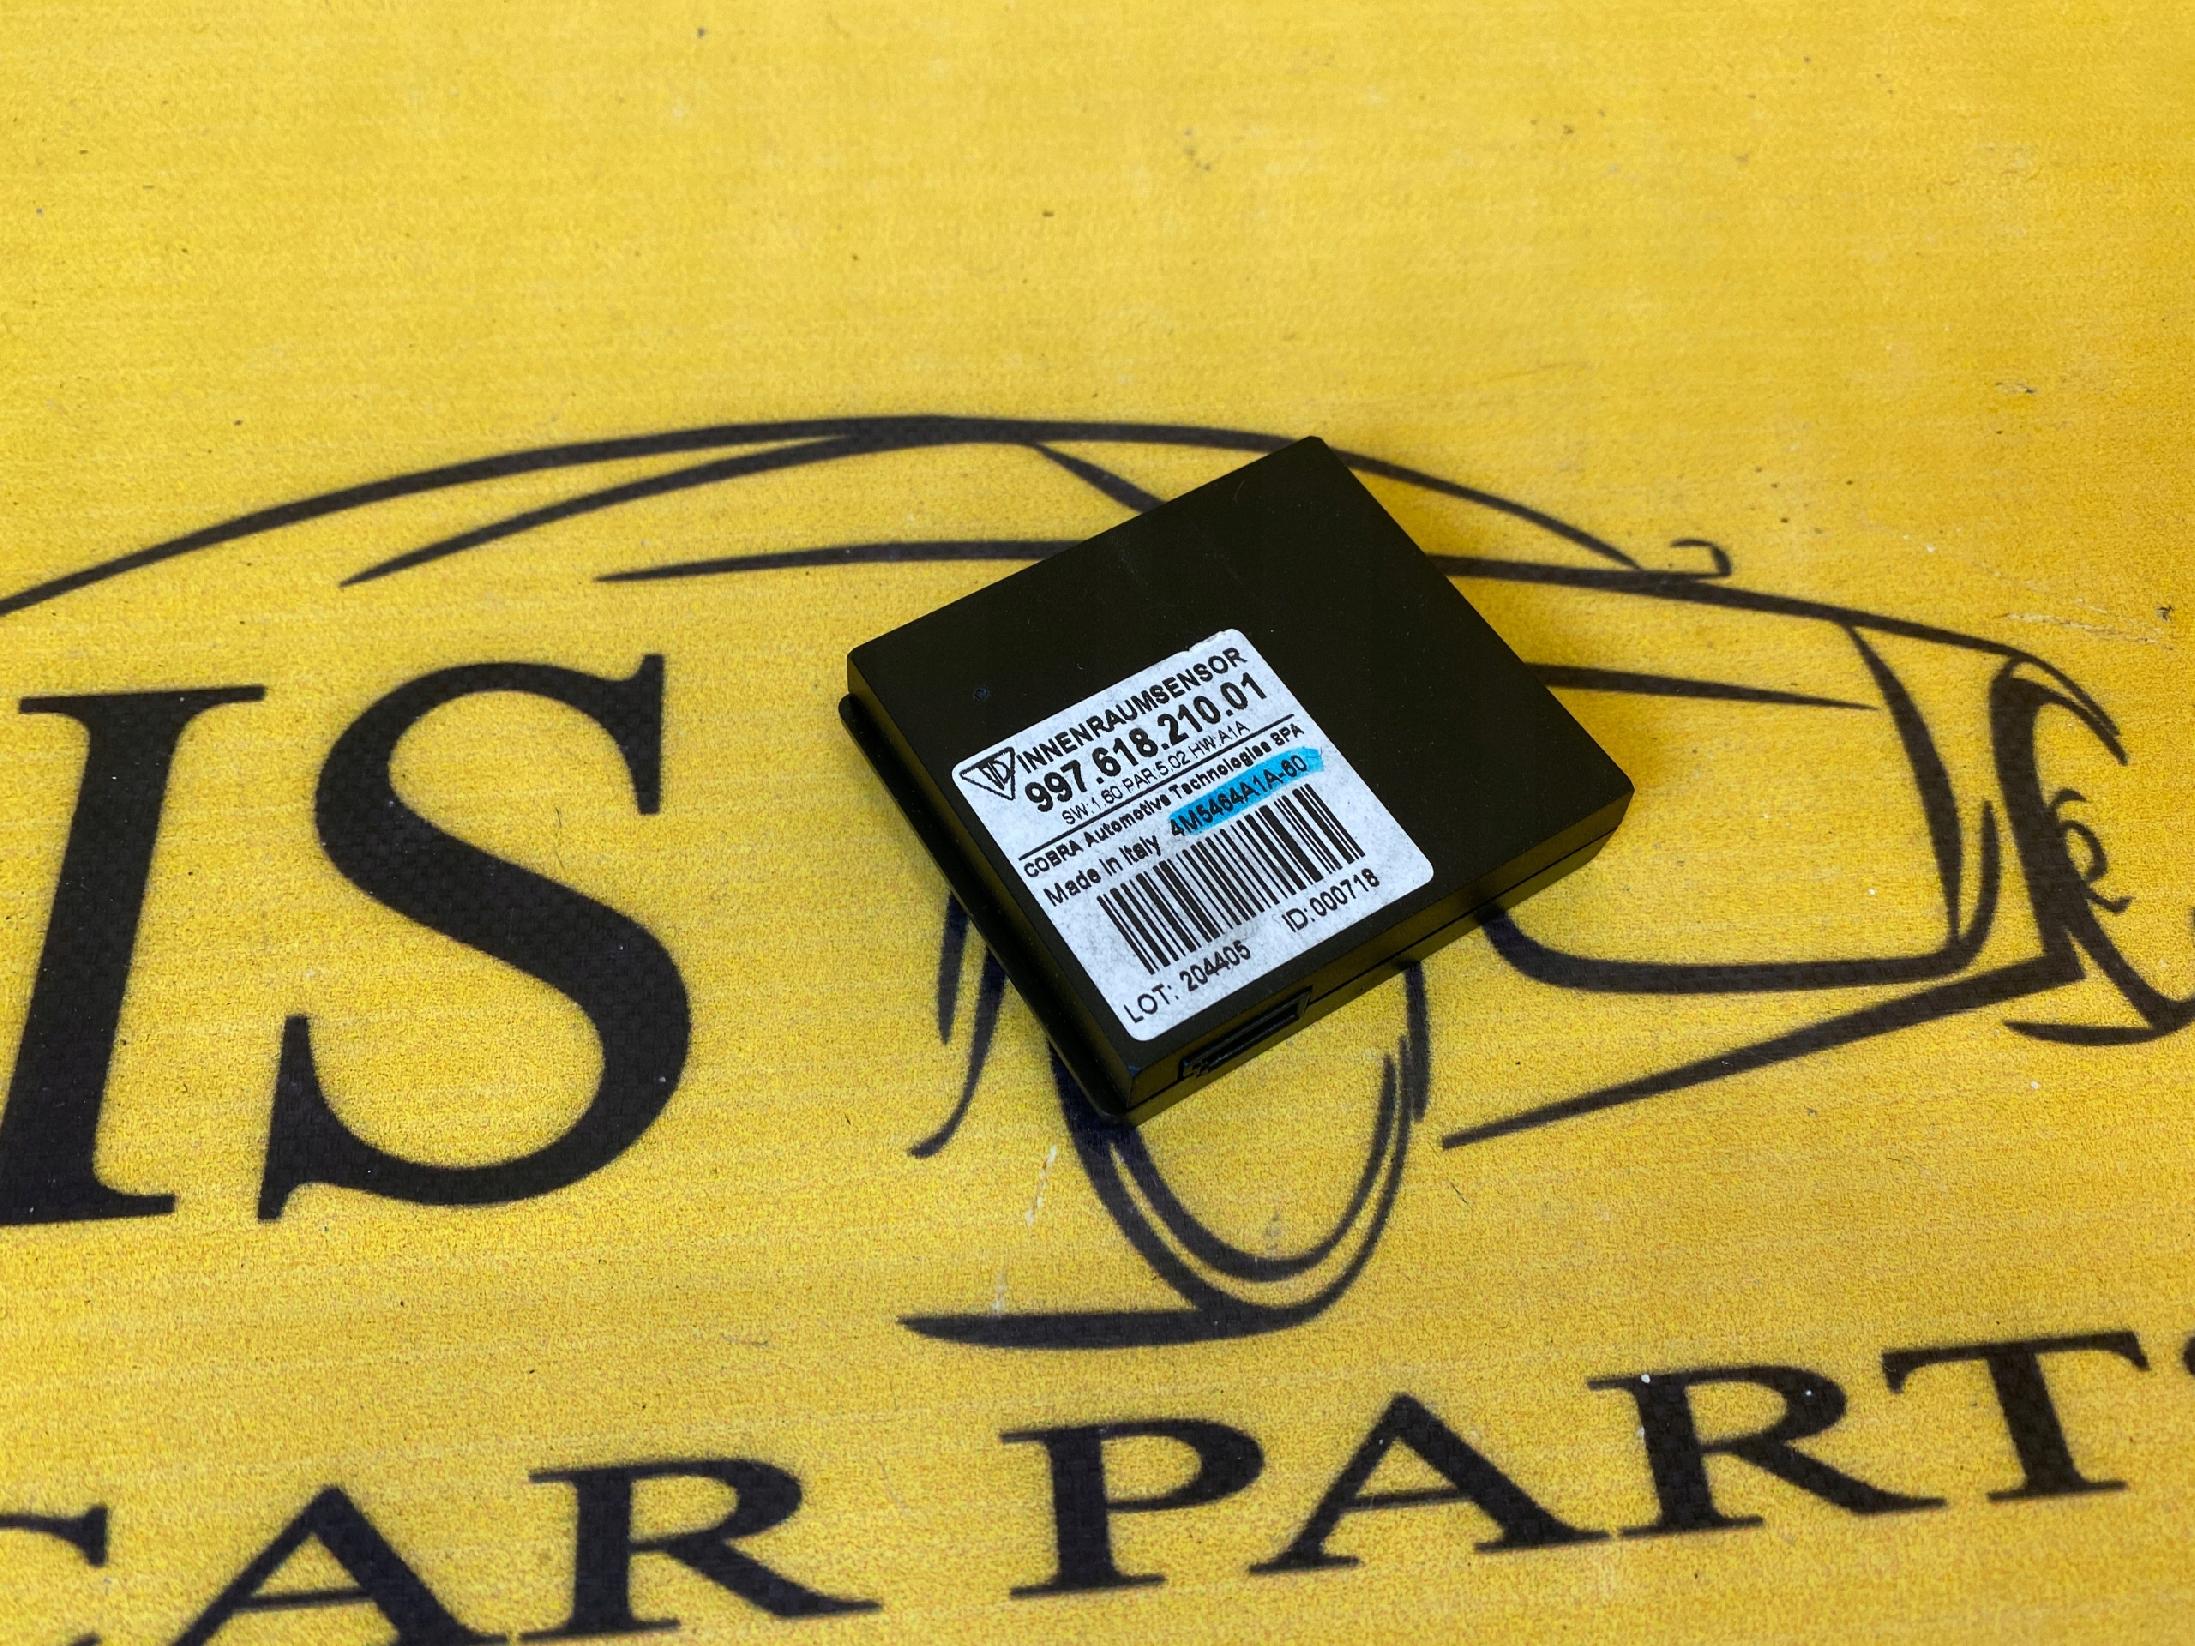 INNENRAUMSENSOR
997.618.210.01
SW:1.60 PAR:5.02 HW:A1A
COBRA Automotive Technologies SPA
Made in Italy 4M5464A1A-60
LOT: 204405 ID:000718
IS
CAR PARTS